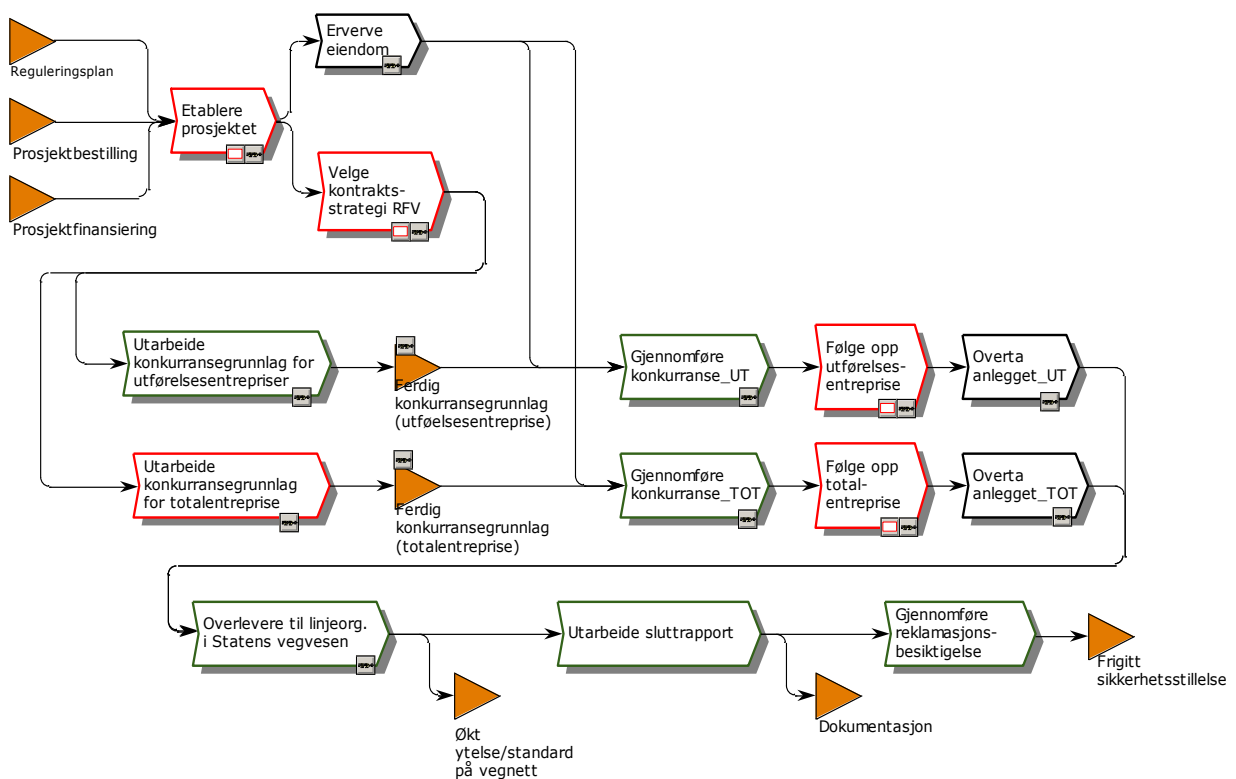 Reguleringsplan
Prosjektbestilling
Prosjektfinansiering
Etablere
prosjektet
Erverve
eiendom
Velge
kontrakts-
strategi RFV
Utarbeide
konkurransegrunnlag for
utførelsesentrepriser
Ferdig
konkurransegrunnlag
(utføelsesentreprise)
Gjennomføre
konkurranse_UT
Følge opp
utførelses-
entreprise
Overta
anlegget_UT
Utarbeide
konkurransegrunnlag
for totalentreprise
Ferdig
konkurransegrunnlag
(totalentreprise)
Gjennomføre
konkurranse_TOT
Følge opp
total-
entreprise
Overta
anlegget_TOT
Overlevere til linjeorg.
i Statens vegvesen
Økt
ytelse/standard
på vegnett
Utarbeide sluttrapport
Dokumentasjon
Gjennomføre
reklamasjons-
besiktigelse
Frigitt
sikkerhetsstillelse